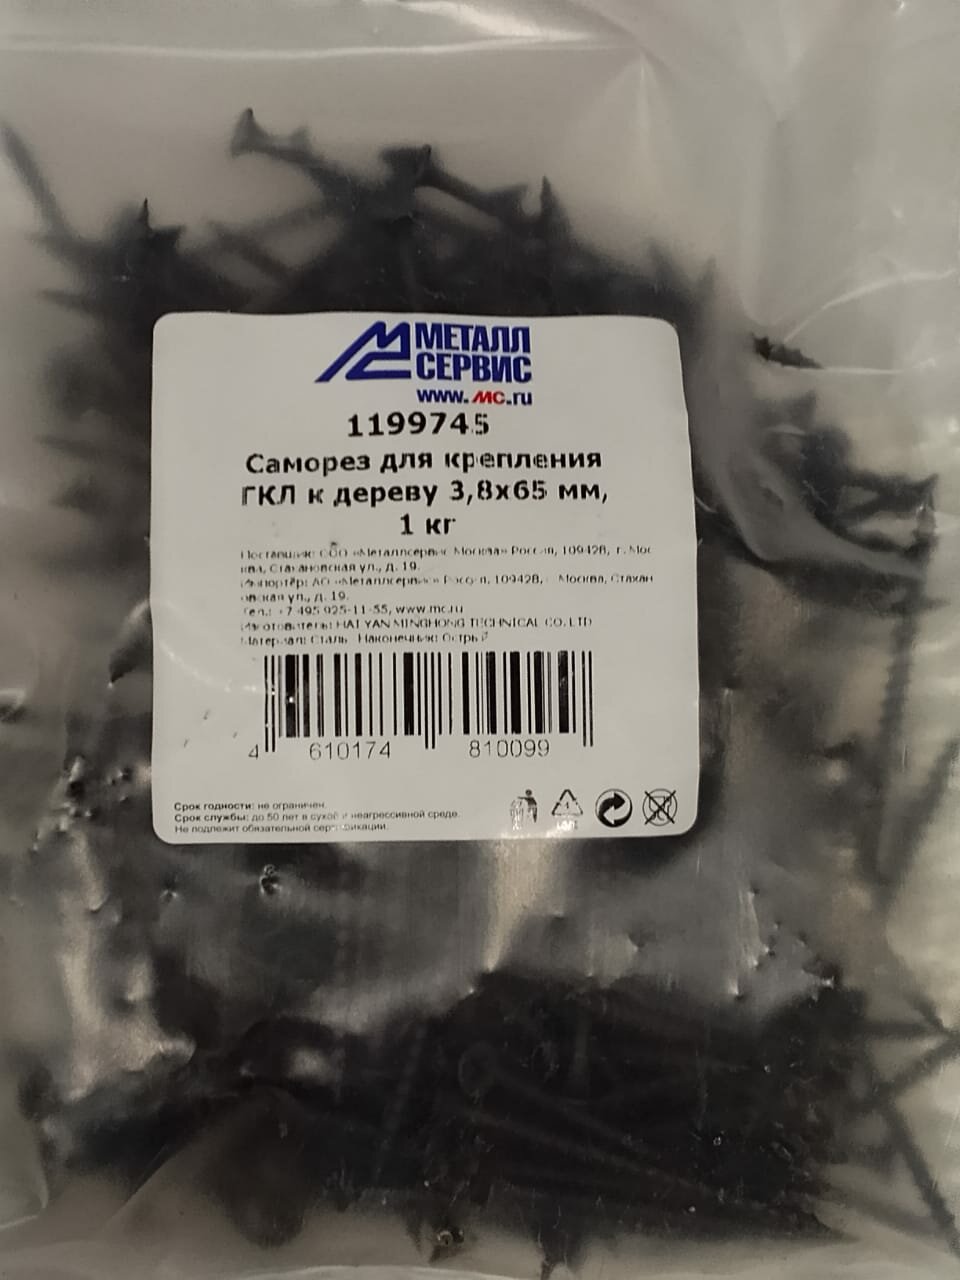 МЕТАЛЛ
СЕРВИС
www.мс.ru
1199745
Саморез для крепления
ГКЛ к дереву 3,8х65 мм,
1 кг
Поставщик: ООО «Металлсервис Москва» Россия, 109428, г. Мос
ква, Стахановская ул., д. 19.
Импортёр: АО «Металлсервис» Россия, 109428, Москва, Стахан
овская ул., д. 19.
Тел.: +7 495 925-11-55, www.mc.ru
Изготовитель: HAI YAN MINGHONG TECHNICAL CO. LTD
Материал: Сталь Наконечник: Острый
4 610174 810099
Срок годности: не ограничен.
Срок службы: до 50 лет в сухой и неагрессивной среде.
Не подлежит обязательной сертификации.